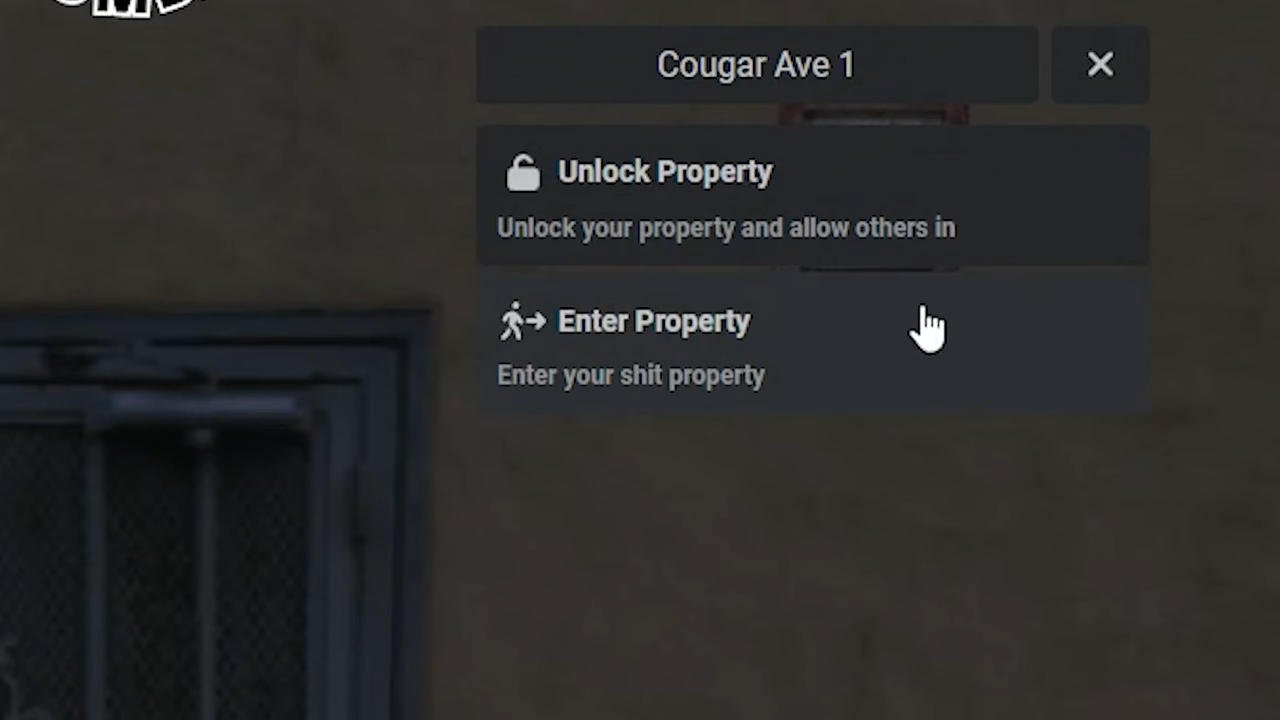 Cougar Ave 1
Unlock Property
Unlock your property and allow others in
Enter Property
Enter your shit property